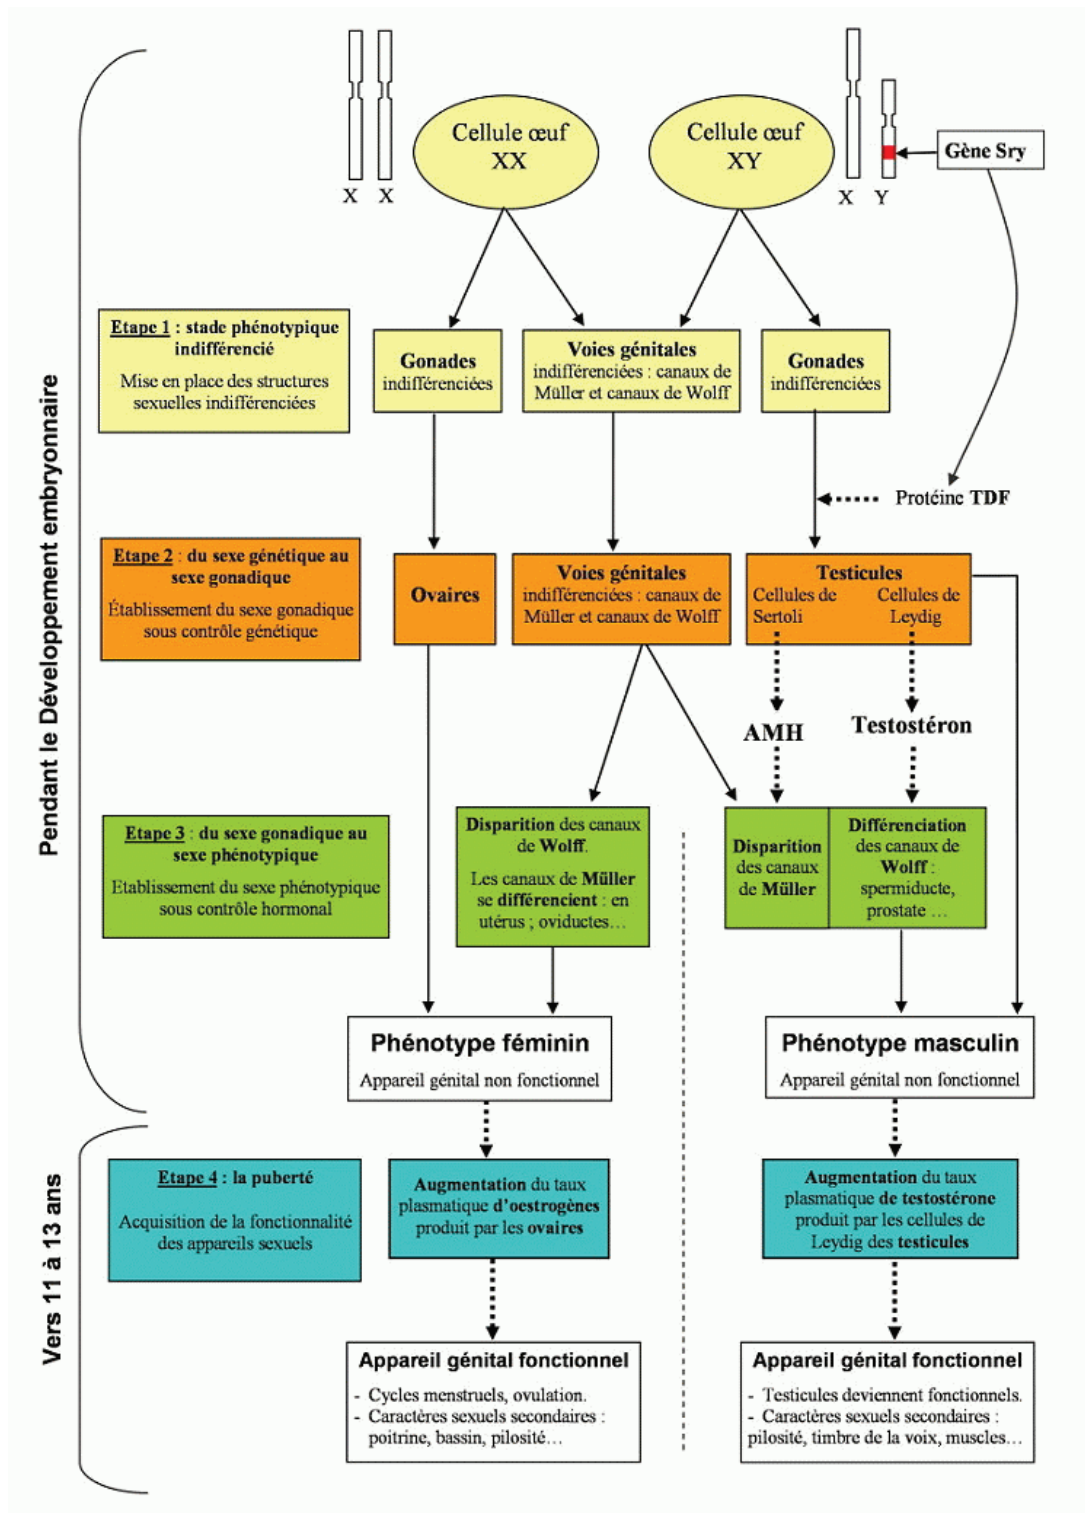 Cellule œuf
XX
Cellule œuf
XY
Gène Sry
X
X
X
Y
Etape 1 : stade phénotypique
indifférencié
Mise en place des structures
sexuelles indifférenciées
Gonades
indifférenciées
Voies génitales
indifférenciées : canaux de
Müller et canaux de Wolff
Gonades
indifférenciées
Pendant le Développement embryonnaire
Protéine TDF
Etape 2 : du sexe génétique au
sexe gonadique
Établissement du sexe gonadique
sous contrôle génétique
Ovaires
Voies génitales
indifférenciées : canaux de
Müller et canaux de Wolff
Testicules
Cellules de
Sertoli
Cellules de
Leydig
AMH
Testostéron
Etape 3 : du sexe gonadique au
sexe phénotypique
Etablissement du sexe phénotypique
sous contrôle hormonal
Disparition des canaux
de Wolff.
Les canaux de Müller
se différencient : en
utérus ; oviductes…
Disparition
des canaux
de Müller
Différenciation
des canaux de
Wolff :
spermiducte,
prostate …
Phénotype féminin
Appareil génital non fonctionnel
Phénotype masculin
Appareil génital non fonctionnel
Vers 11 à 13 ans
Etape 4 : la puberté
Acquisition de la fonctionnalité
des appareils sexuels
Augmentation du taux
plasmatique d'oestrogènes
produit par les ovaires
Augmentation du taux
plasmatique de testostérone
produit par les cellules de
Leydig des testicules
Appareil génital fonctionnel
- Cycles menstruels, ovulation.
- Caractères sexuels secondaires :
poitrine, bassin, pilosité…
Appareil génital fonctionnel
- Testicules deviennent fonctionnels.
- Caractères sexuels secondaires :
pilosité, timbre de la voix, muscles…